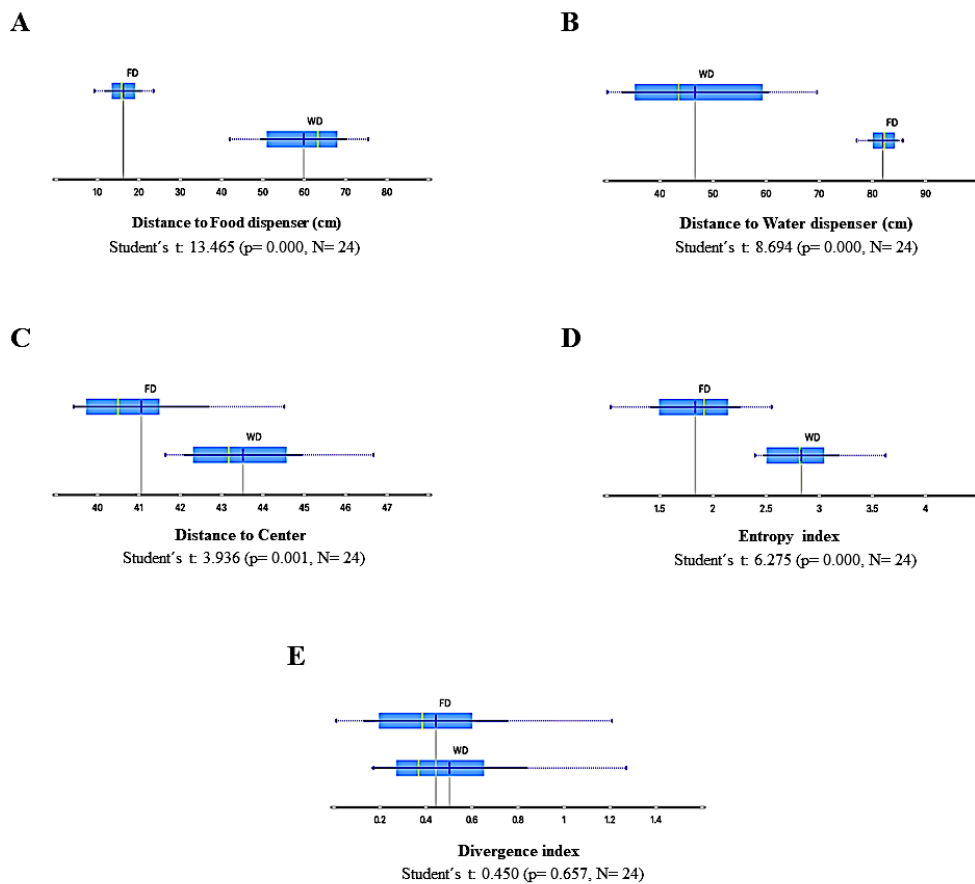 A
FD
WD
10 20 30 40 50 60 70 80
Distance to Food dispenser (cm)
Student´s t: 13.465 (p= 0.000, N= 24)
B
WD
FD
40 50 60 70 80 90
Distance to Water dispenser (cm)
Student´s t: 8.694 (p= 0.000, N= 24)
C
FD
WD
40 41 42 43 44 45 46 47
Distance to Center
Student´s t: 3.936 (p= 0.001, N= 24)
D
FD
WD
1.5 2 2.5 3 3.5 4
Entropy index
Student´s t: 6.275 (p= 0.000, N= 24)
E
FD
WD
0.2 0.4 0.6 0.8 1 1.2 1.4
Divergence index
Student´s t: 0.450 (p= 0.657, N= 24)